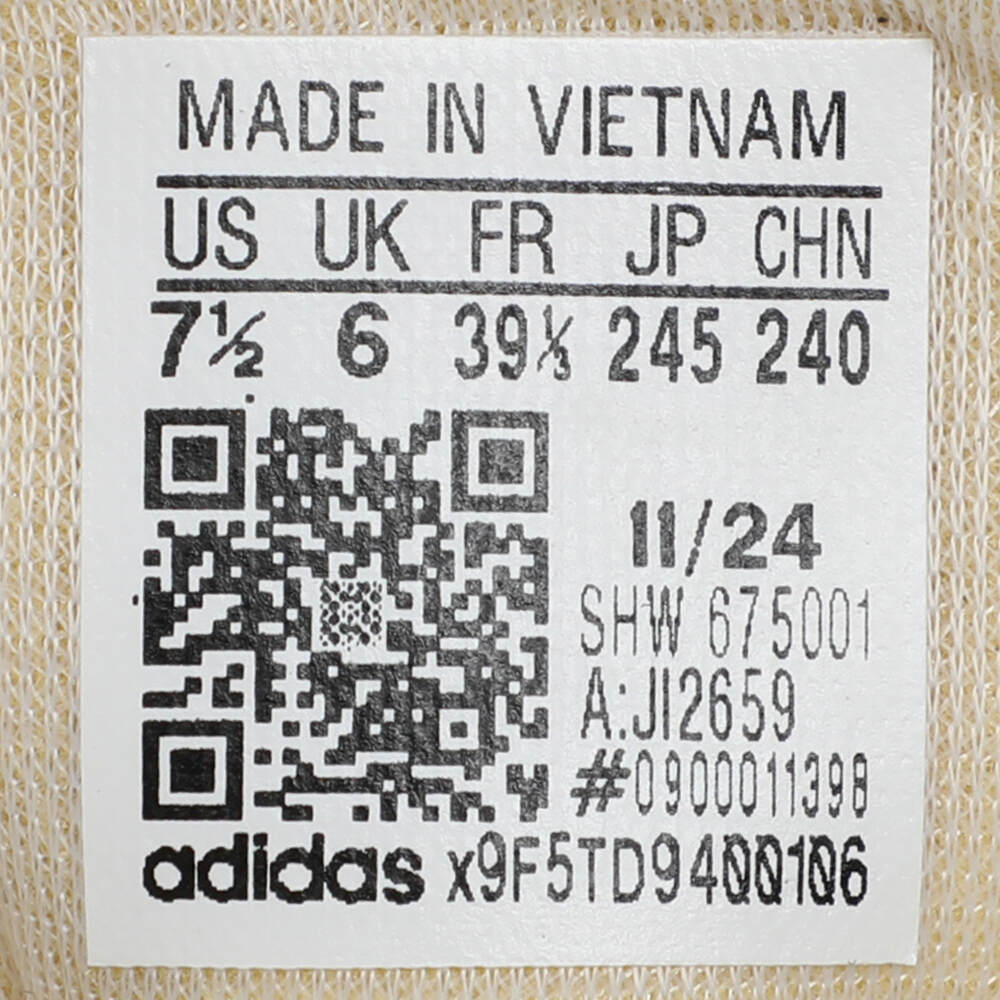 MADE IN VIETNAM
US UK FR JP CHN
7½ 6 39⅓ 245 240
11/24
SHW 675001
A:JI2659
#0900011398
adidas x9F5TD9400106